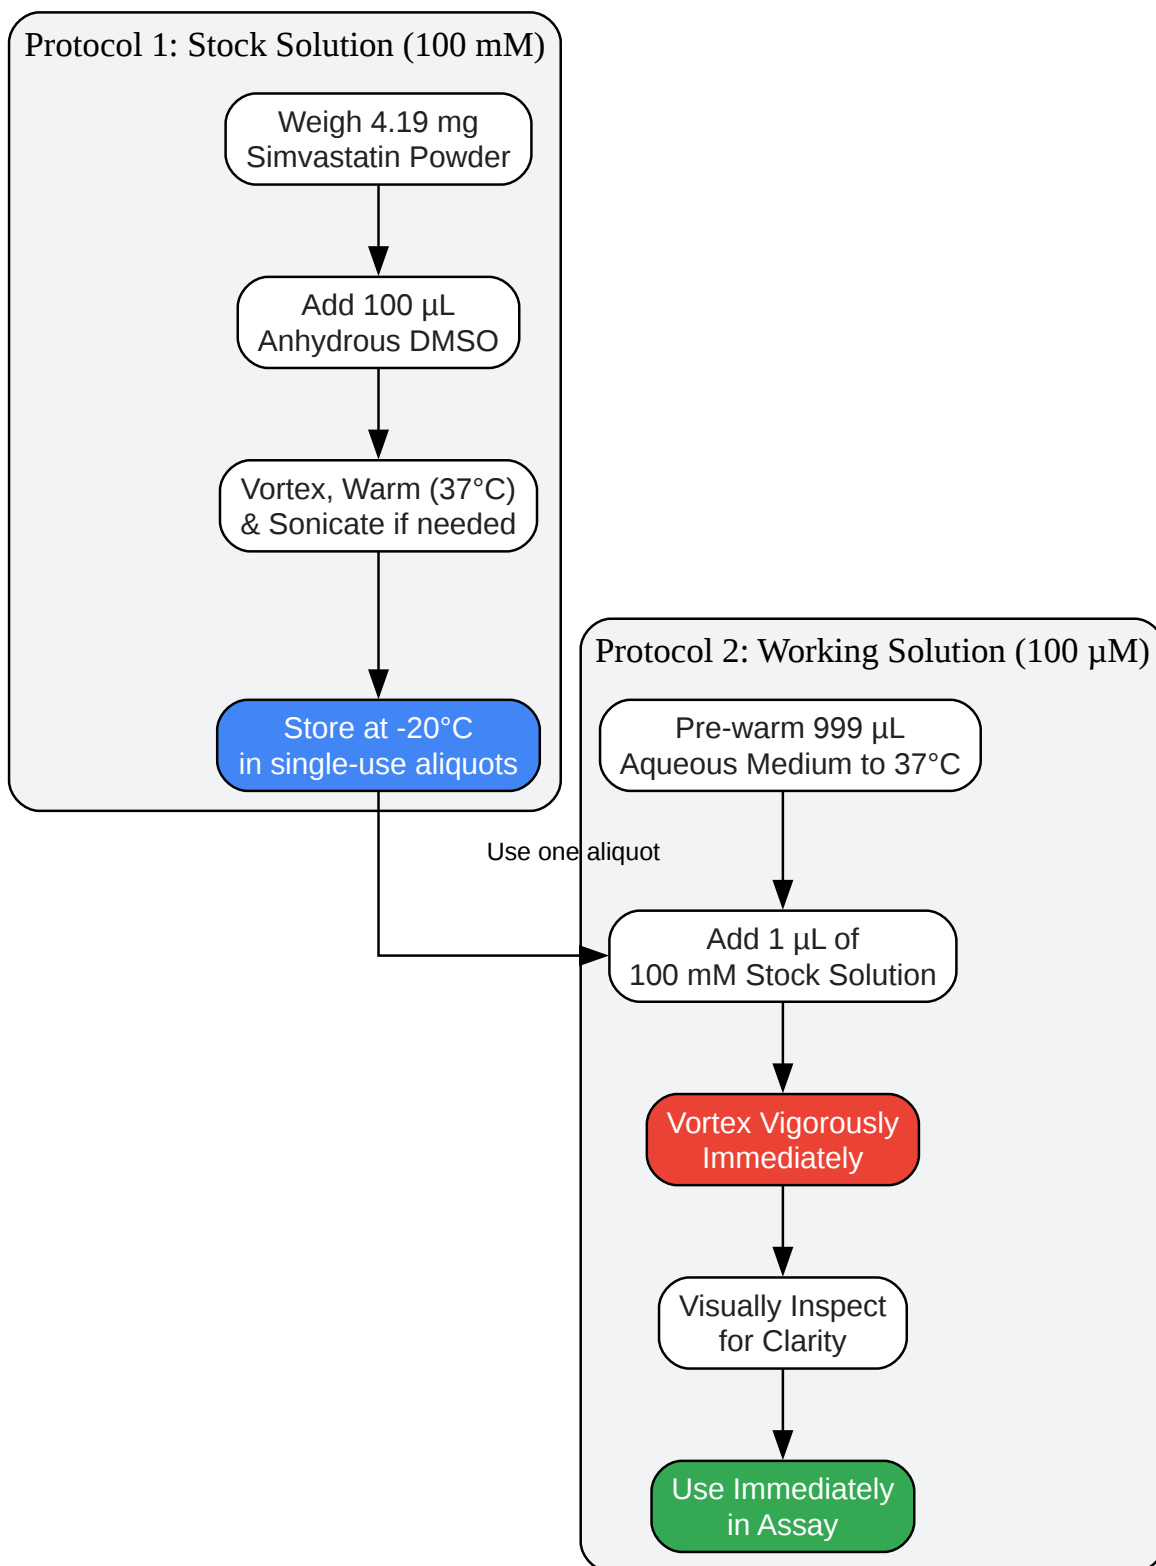 Protocol 1: Stock Solution (100 mM)
Weigh 4.19 mg
Simvastatin Powder
Add 100 µL
Anhydrous DMSO
Vortex, Warm (37°C)
& Sonicate if needed
Store at -20°C
in single-use aliquots
Use one aliquot
Protocol 2: Working Solution (100 µM)
Pre-warm 999 µL
Aqueous Medium to 37°C
Add 1 µL of
100 mM Stock Solution
Vortex Vigorously
Immediately
Visually Inspect
for Clarity
Use Immediately
in Assay